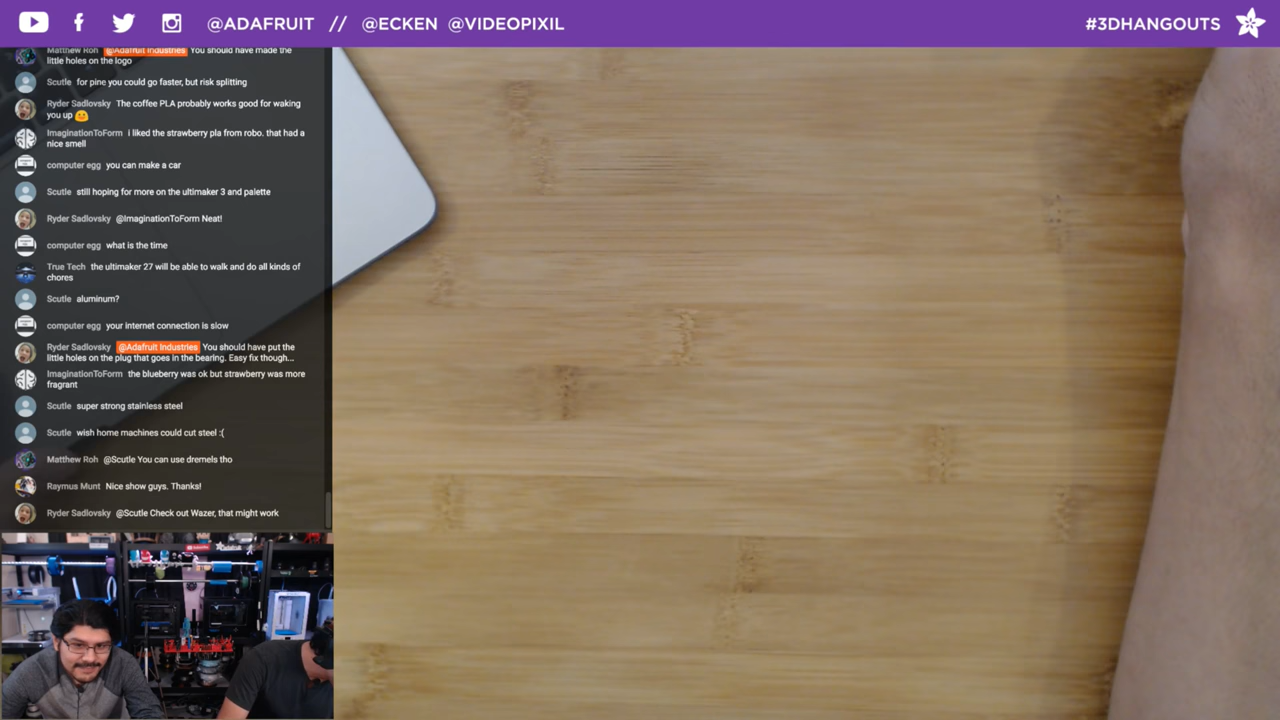 @ADAFRUIT // @ECKEN @VIDEOPIXIL
#3DHANGOUTS
Matthew Roh @Adafruit Industries You should have made the
little holes on the logo
Scutle for pine you could go faster, but risk splitting
Ryder Sadlovsky The coffee PLA probably works good for waking
you up
ImaginationToForm i liked the strawberry pla from robo. that had a
nice smell
computer egg you can make a car
Scutle still hoping for more on the ultimaker 3 and palette
Ryder Sadlovsky @ImaginationToForm Neat!
computer egg what is the time
True Tech the ultimaker 27 will be able to walk and do all kinds of
chores
Scutle aluminum?
computer egg your internet connection is slow
Ryder Sadlovsky @Adafruit Industries You should have put the
little holes on the plug that goes in the bearing. Easy fix though...
ImaginationToForm the blueberry was ok but strawberry was more
fragrant
Scutle super strong stainless steel
Scutle wish home machines could cut steel :(
Matthew Roh @Scutle You can use dremels tho
Raymus Munt Nice show guys. Thanks!
Ryder Sadlovsky @Scutle Check out Wazer, that might work